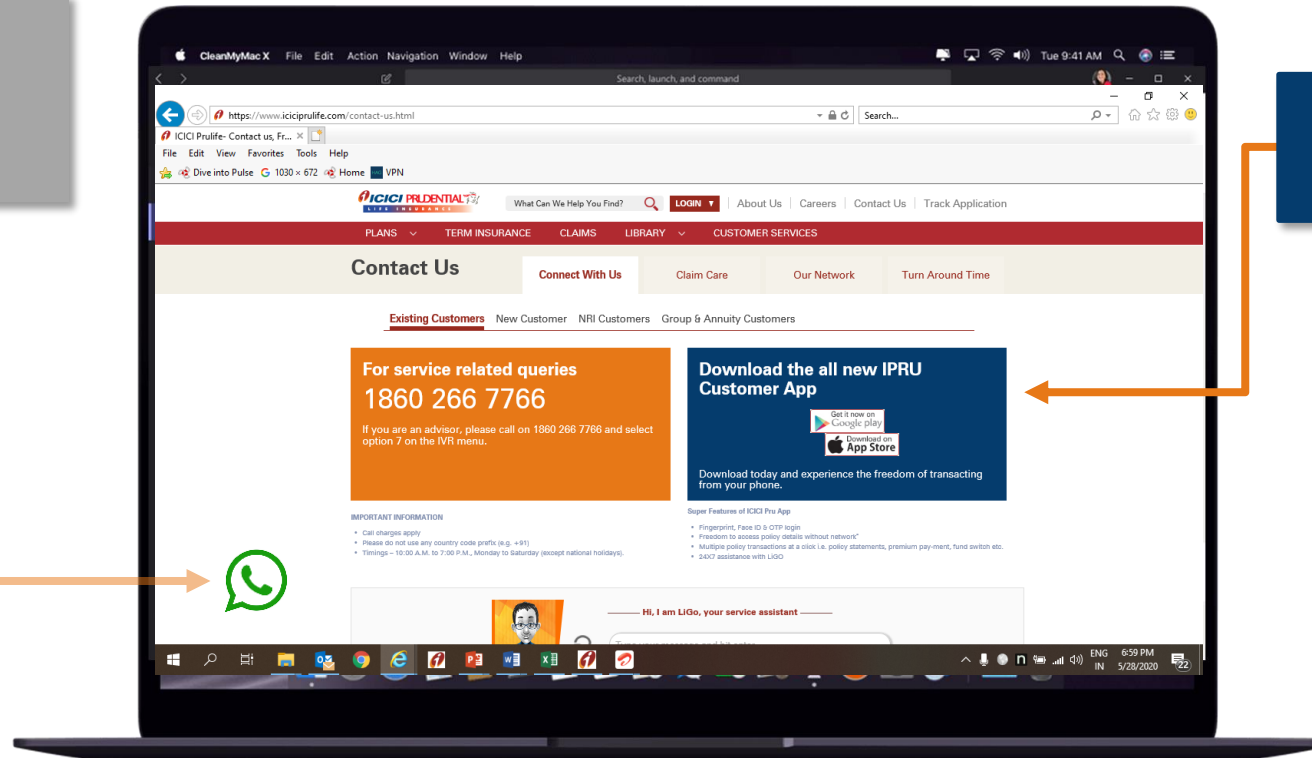 CleanMyMac X File Edit Action Navigation Window Help Tue 9:41 AM
Search, launch, and command
https://www.iciciprulife.com/contact-us.html Search...
ICICI Prulife- Contact us, Fr...
File Edit View Favorites Tools Help
Dive into Pulse 1030 × 672 Home VPN
ICICI PRUDENTIAL What Can We Help You Find? LOGIN About Us Careers Contact Us Track Application
LIFE INSURANCE
PLANS TERM INSURANCE CLAIMS LIBRARY CUSTOMER SERVICES
Contact Us Connect With Us Claim Care Our Network Turn Around Time
Existing Customers New Customer NRI Customers Group & Annuity Customers
For service related queries
1860 266 7766
If you are an advisor, please call on 1860 266 7766 and select
option 7 on the IVR menu.
Download the all new IPRU
Customer App
Get it now on
Google play
Download on
App Store
Download today and experience the freedom of transacting
from your phone.
IMPORTANT INFORMATION
• Call charges apply
• Please do not use any country code prefix (e.g. +91)
• Timings – 10:00 A.M. to 7:00 P.M., Monday to Saturday (except national holidays).
Super Features of ICICI Pru App
• Fingerprint, Face ID & OTP login
• Freedom to access policy details without network"
• Multiple policy transactions at a click i.e. policy statements, premium pay-ment, fund switch etc.
• 24X7 assistance with LiGO
Hi, I am LiGo, your service assistant
ENG 6:59 PM
IN 5/28/2020 22